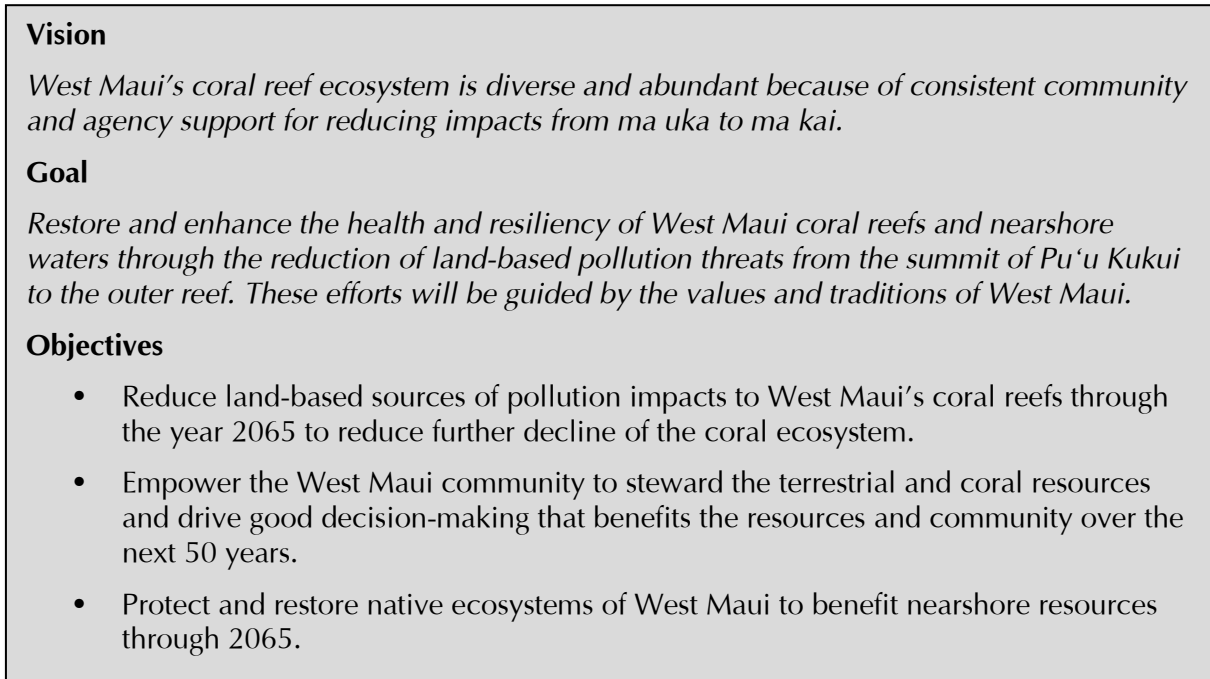 Vision
West Maui’s coral reef ecosystem is diverse and abundant because of consistent community
and agency support for reducing impacts from ma uka to ma kai.
Goal
Restore and enhance the health and resiliency of West Maui coral reefs and nearshore
waters through the reduction of land-based pollution threats from the summit of Puʻu Kukui
to the outer reef. These efforts will be guided by the values and traditions of West Maui.
Objectives
• Reduce land-based sources of pollution impacts to West Maui’s coral reefs through
the year 2065 to reduce further decline of the coral ecosystem.
• Empower the West Maui community to steward the terrestrial and coral resources
and drive good decision-making that benefits the resources and community over the
next 50 years.
• Protect and restore native ecosystems of West Maui to benefit nearshore resources
through 2065.